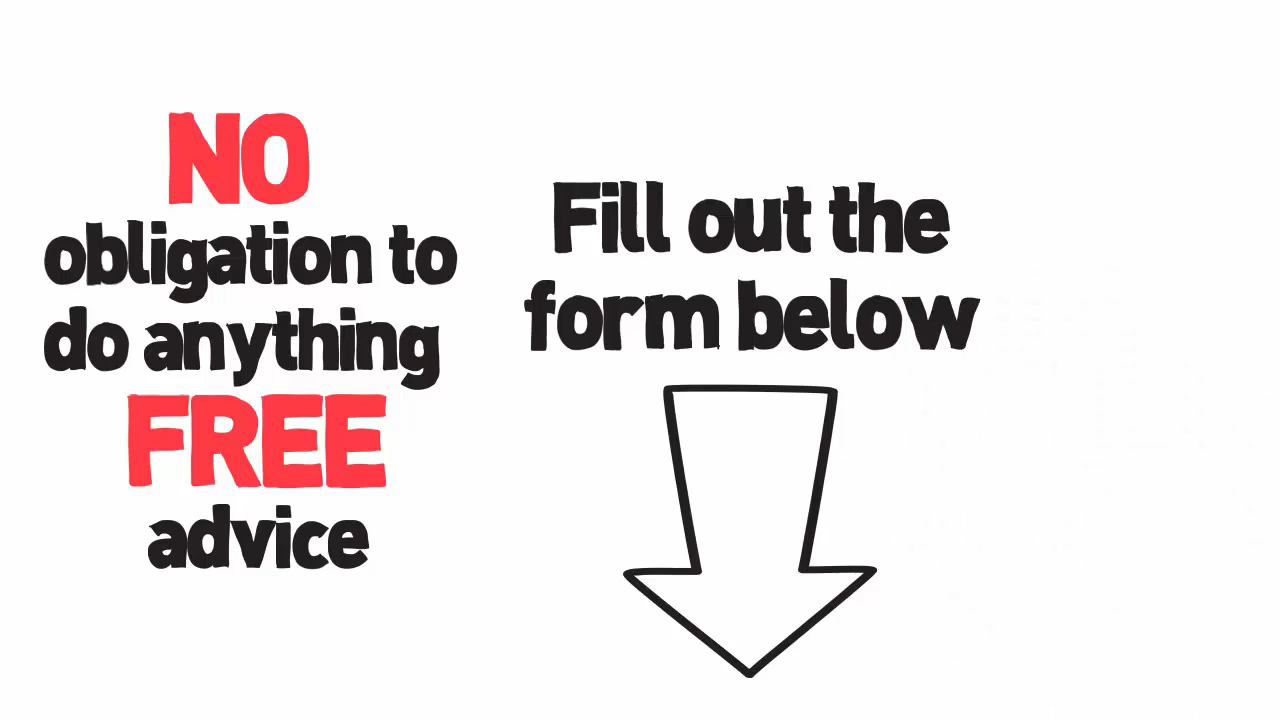 NO
obligation to
do anything
FREE
advice
Fill out the
form below